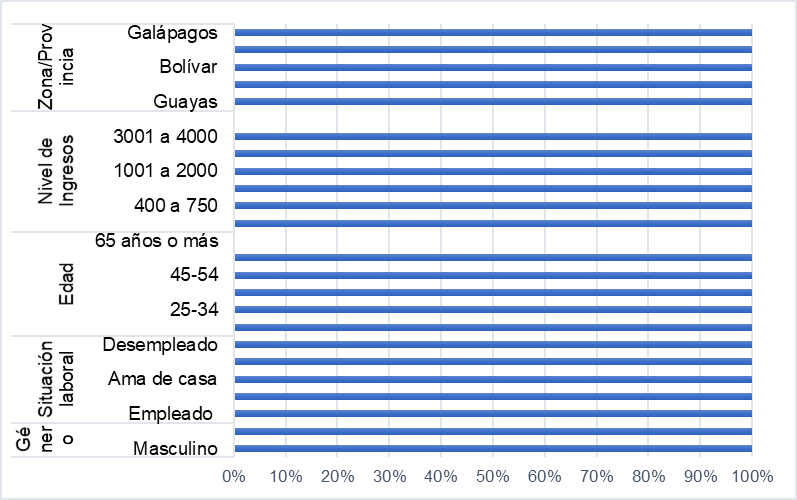 Zona/Prov
incia
Galápagos
Bolívar
Guayas
Nivel de
Ingresos
3001 a 4000
1001 a 2000
400 a 750
Edad
65 años o más
45-54
25-34
Situación
laboral
Desempleado
Ama de casa
Empleado
Gé
ner
o
Masculino
0% 10% 20% 30% 40% 50% 60% 70% 80% 90% 100%